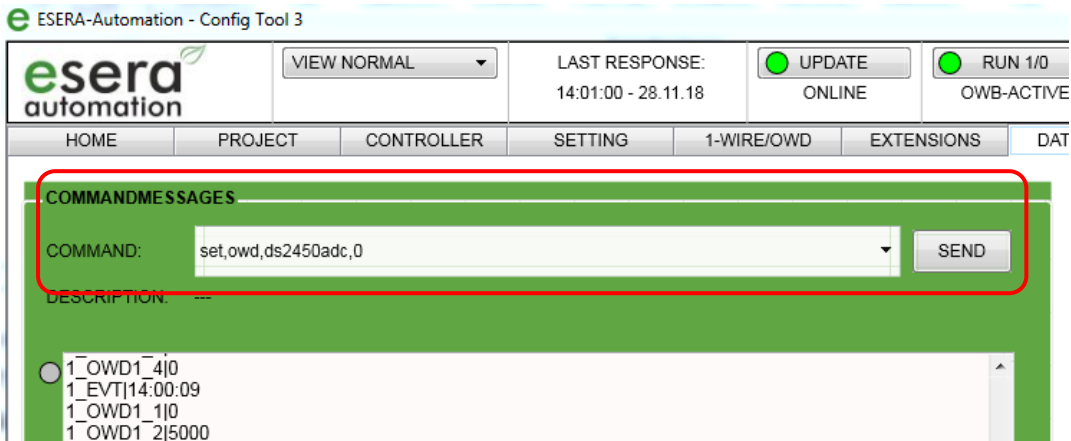 ESERA-Automation - Config Tool 3
esera
automation
VIEW NORMAL
LAST RESPONSE:
14:01:00 - 28.11.18
UPDATE
ONLINE
RUN 1/0
OWB-ACTIVE
HOME PROJECT CONTROLLER SETTING 1-WIRE/OWD EXTENSIONS DAT
COMMANDMESSAGES
COMMAND: set,owd,ds2450adc,0 SEND
DESCRIPTION: ---
1_OWD1_4|0
1_EVT|14:00:09
1_OWD1_1|0
1_OWD1_2|5000